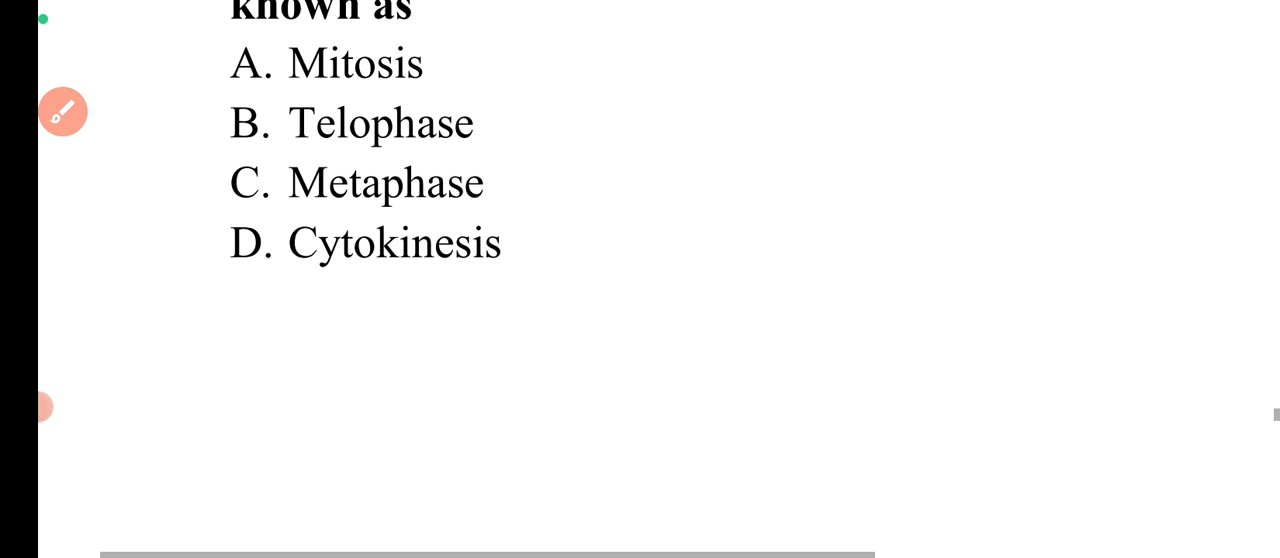 known as
A. Mitosis
B. Telophase
C. Metaphase
D. Cytokinesis